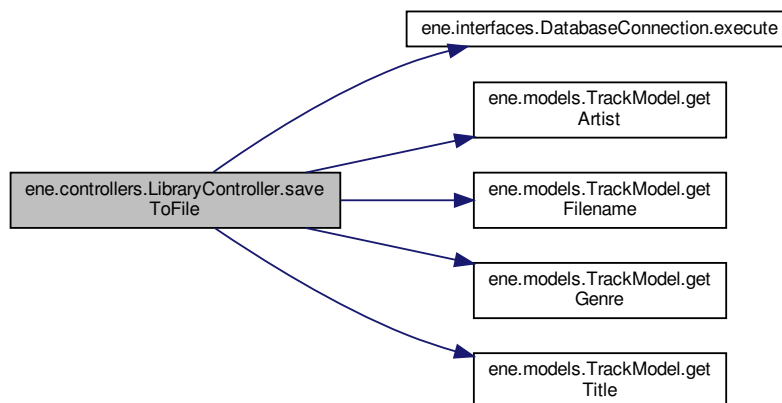 ene.interfaces.DatabaseConnection.execute
ene.models.TrackModel.get
Artist
ene.controllers.LibraryController.save
ToFile
ene.models.TrackModel.get
Filename
ene.models.TrackModel.get
Genre
ene.models.TrackModel.get
Title